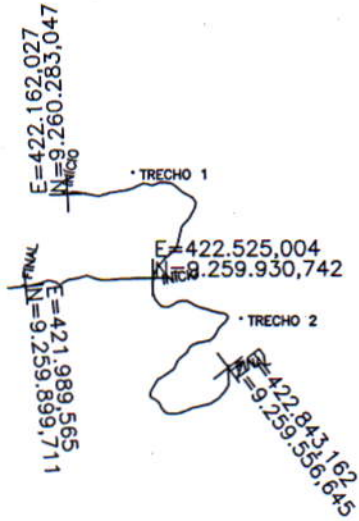 E=422.162,027
N=9.260.283,047
INÍCIO
TRECHO 1
E=422.525,004
N=9.259.930,742
INÍCIO
FINAL
E=421.989,565
N=9.259.899,711
TRECHO 2
E=422.843,162
N=9.259.556,645